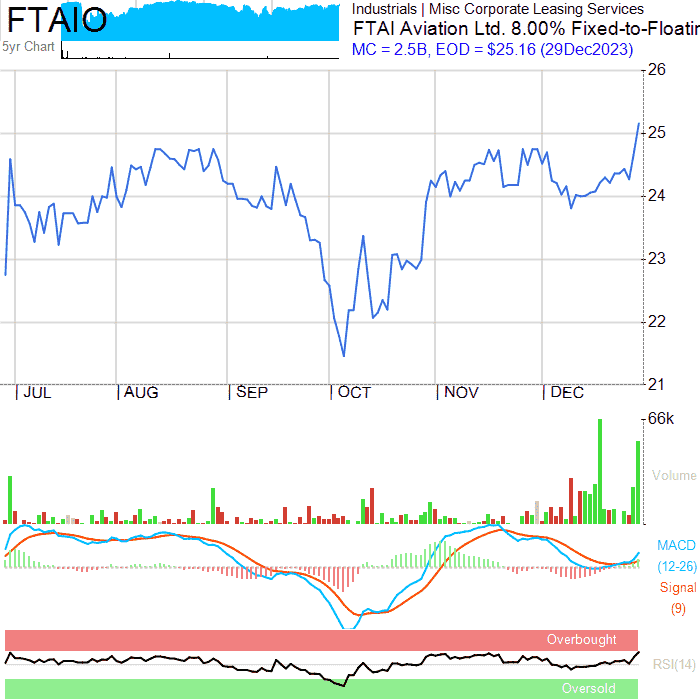 FTAIO
5yr Chart
Industrials | Misc Corporate Leasing Services
FTAI Aviation Ltd. 8.00% Fixed-to-Floatin
MC = 2.5B, EOD = $25.16 (29Dec2023)
26
25
24
23
22
21
JUL
AUG
SEP
OCT
NOV
DEC
66k
Volume
MACD
(12-26)
Signal
(9)
Overbought
RSI(14)
Oversold